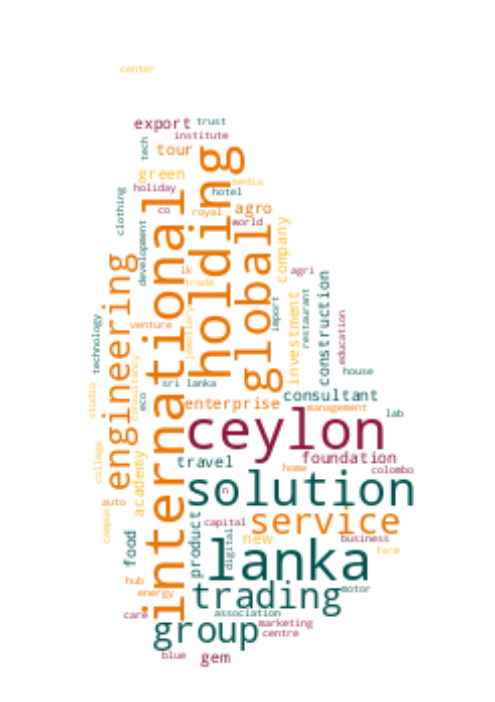 center
export
trust
institute
tech
tour
green
holding
media
holiday
hotel
clothing
international
co
royal
agro
world
development
global
company
engineering
lk
trade
agri
construction
import
investment
restaurant
technology
venture
jewellery
education
house
sri lanka
consultancy
eco
studio
enterprise
consultant
management
lab
ceylon
travel
foundation
home
colombo
college
academy
solution
n
auto
campus
capital
service
product
digital
new
business
farm
food
lanka
hub
energy
trading
motor
care
association
group
marketing
centre
blue
gem